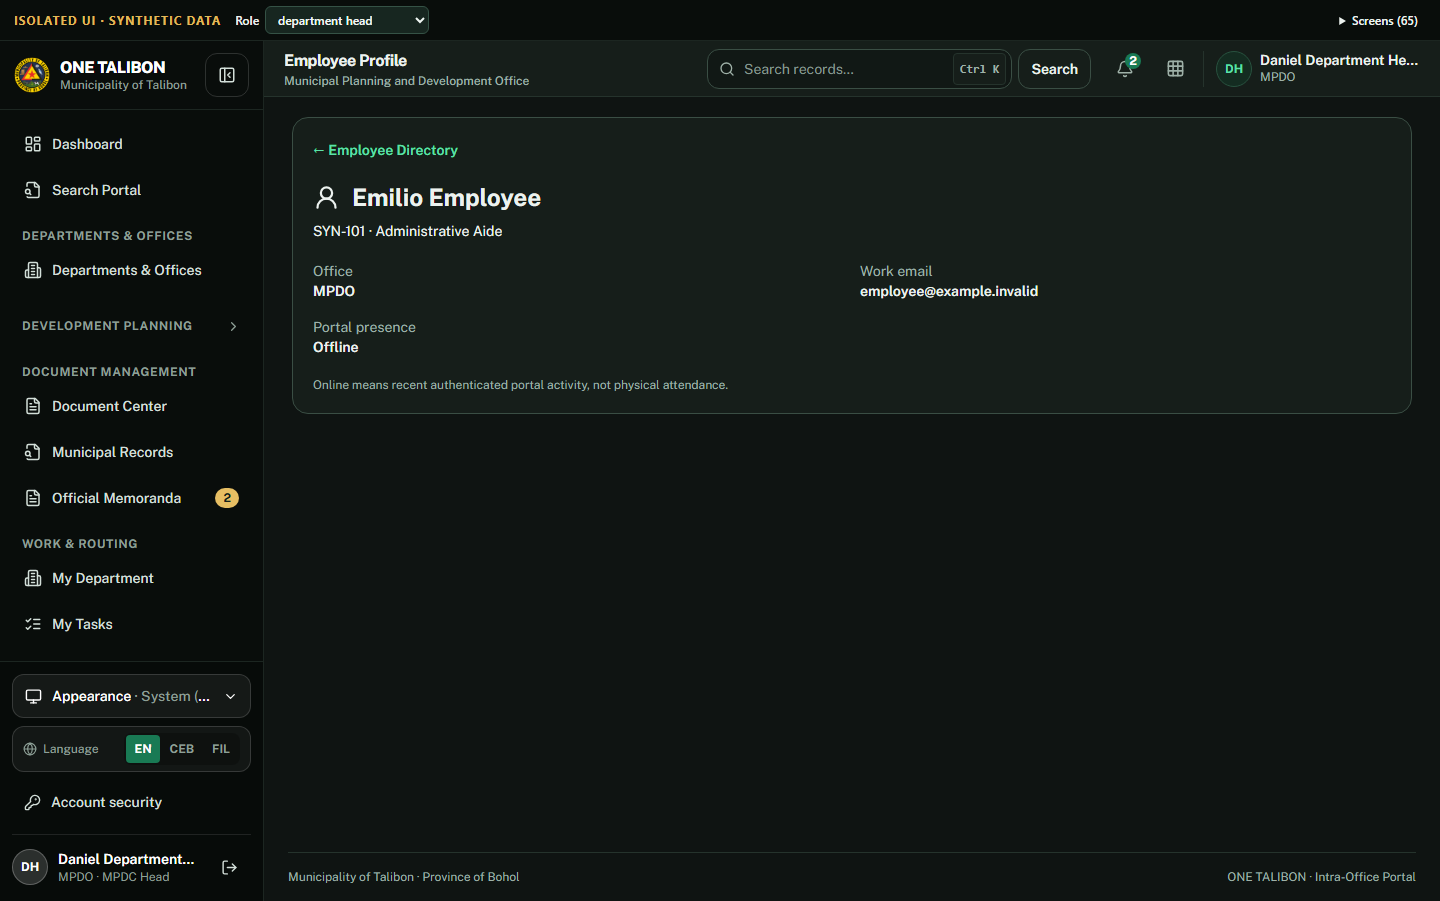 ISOLATED UI · SYNTHETIC DATA
Role
department head
Screens (65)
ONE TALIBON
Municipality of Talibon
Employee Profile
Municipal Planning and Development Office
Search records...
Ctrl K
Search
2
DH
Daniel Department He...
MPDO
Dashboard
Search Portal
DEPARTMENTS & OFFICES
Departments & Offices
DEVELOPMENT PLANNING
DOCUMENT MANAGEMENT
Document Center
Municipal Records
Official Memoranda
2
WORK & ROUTING
My Department
My Tasks
Appearance · System (...
Language
EN
CEB
FIL
Account security
DH
Daniel Department...
MPDO · MPDC Head
← Employee Directory
Emilio Employee
SYN-101 · Administrative Aide
Office
MPDO
Work email
employee@example.invalid
Portal presence
Offline
Online means recent authenticated portal activity, not physical attendance.
Municipality of Talibon · Province of Bohol
ONE TALIBON · Intra-Office Portal